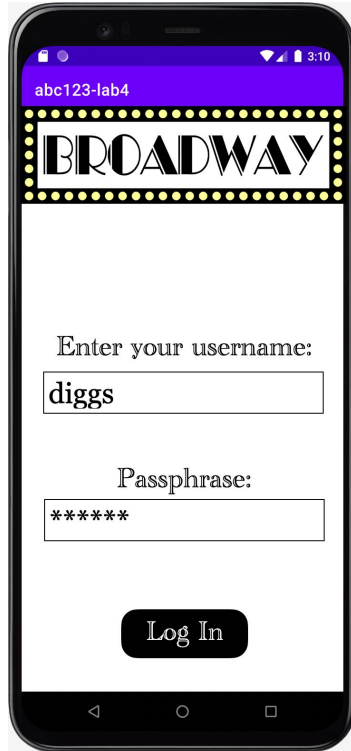 3:10
abc123-lab4
BROADWAY
Enter your username:
diggs
Passphrase:
******
Log In